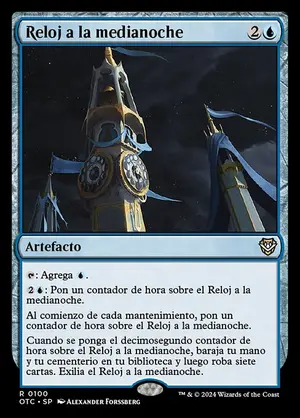 Reloj a la medianoche 2
Artefacto
: Agrega .
2 : Pon un contador de hora sobre el Reloj a la
medianoche.
Al comienzo de cada mantenimiento, pon un
contador de hora sobre el Reloj a la medianoche.
Cuando se ponga el decimosegundo contador de
hora sobre el Reloj a la medianoche, baraja tu mano
y tu cementerio en tu biblioteca y luego roba siete
cartas. Exilia el Reloj a la medianoche.
R 0100
OTC • SP Alexander Forssberg
™ & © 2024 Wizards of the Coast